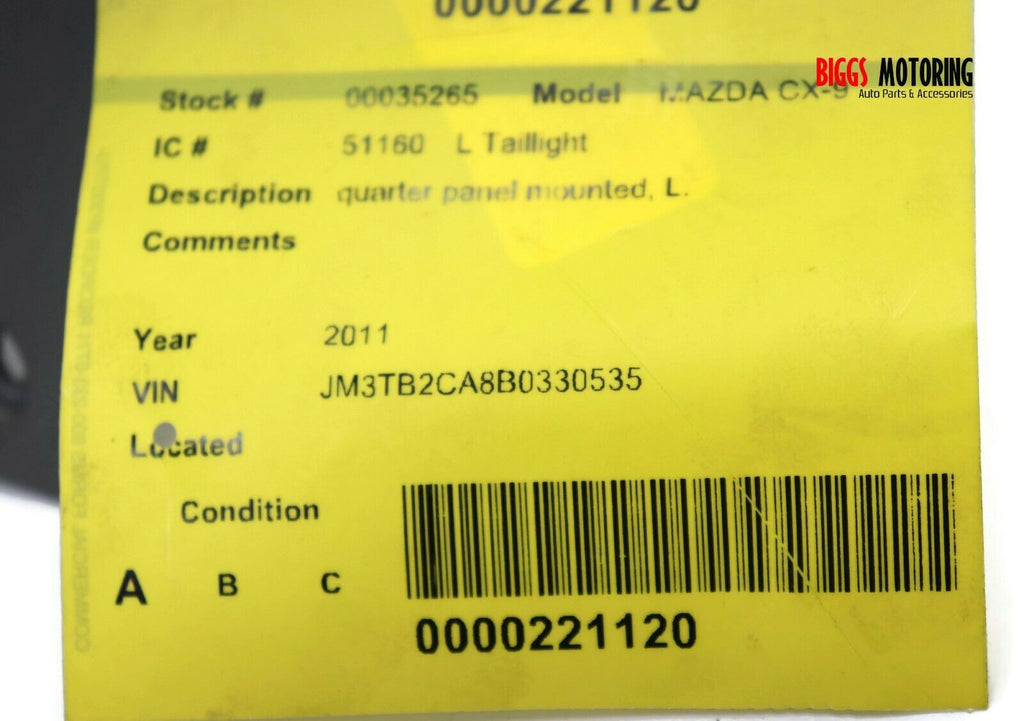 0000221120
BIGGS MOTORING
Auto Parts & Accessories
Stock # 00035265 Model MAZDA CX-9
IC # 51160 L Taillight
Description quarter panel mounted, L.
Comments
Year 2011
VIN JM3TB2CA8B0330535
Located
Condition
A B C
0000221120